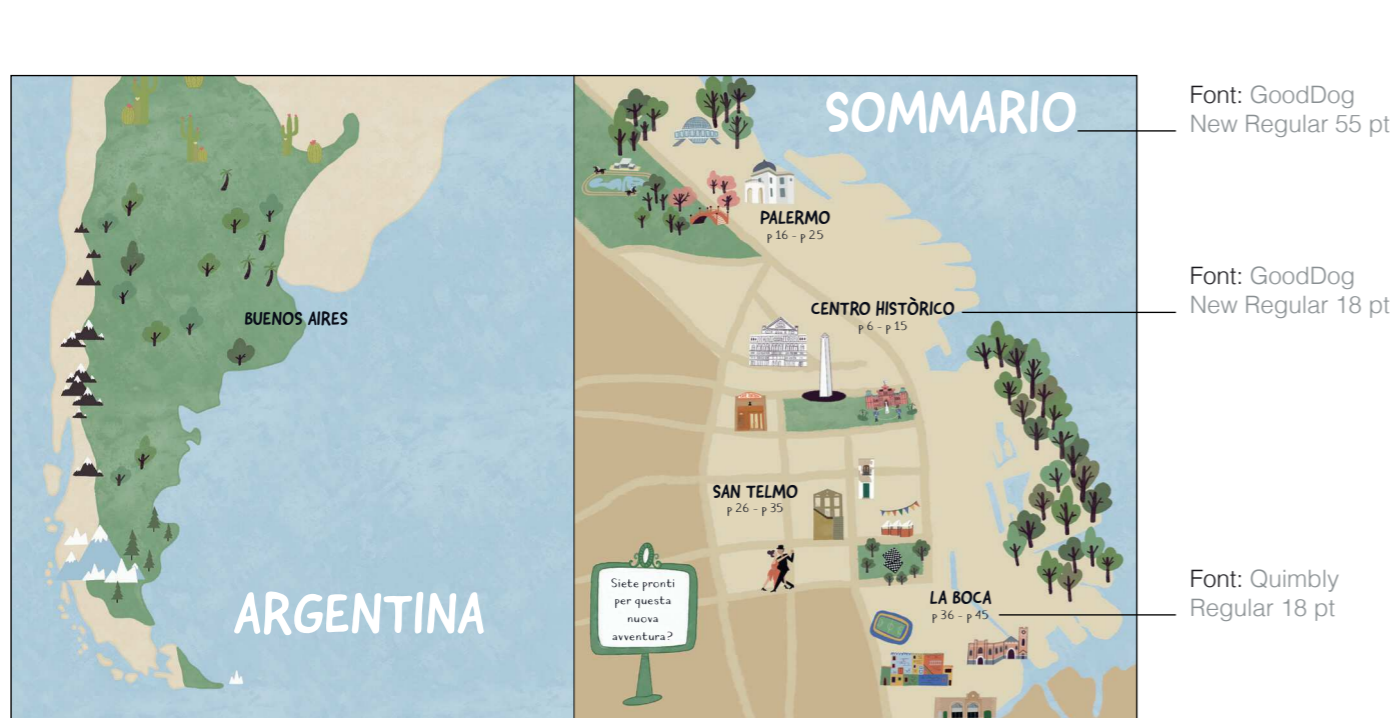 BUENOS AIRES
ARGENTINA
SOMMARIO
PALERMO
p 16 - p 25
CENTRO HISTÒRICO
p 6 - p 15
SAN TELMO
p 26 - p 35
Siete pronti
per questa
nuova
avventura?
LA BOCA
p 36 - p 45
Font: GoodDog
New Regular 55 pt
Font: GoodDog
New Regular 18 pt
Font: Quimbly
Regular 18 pt